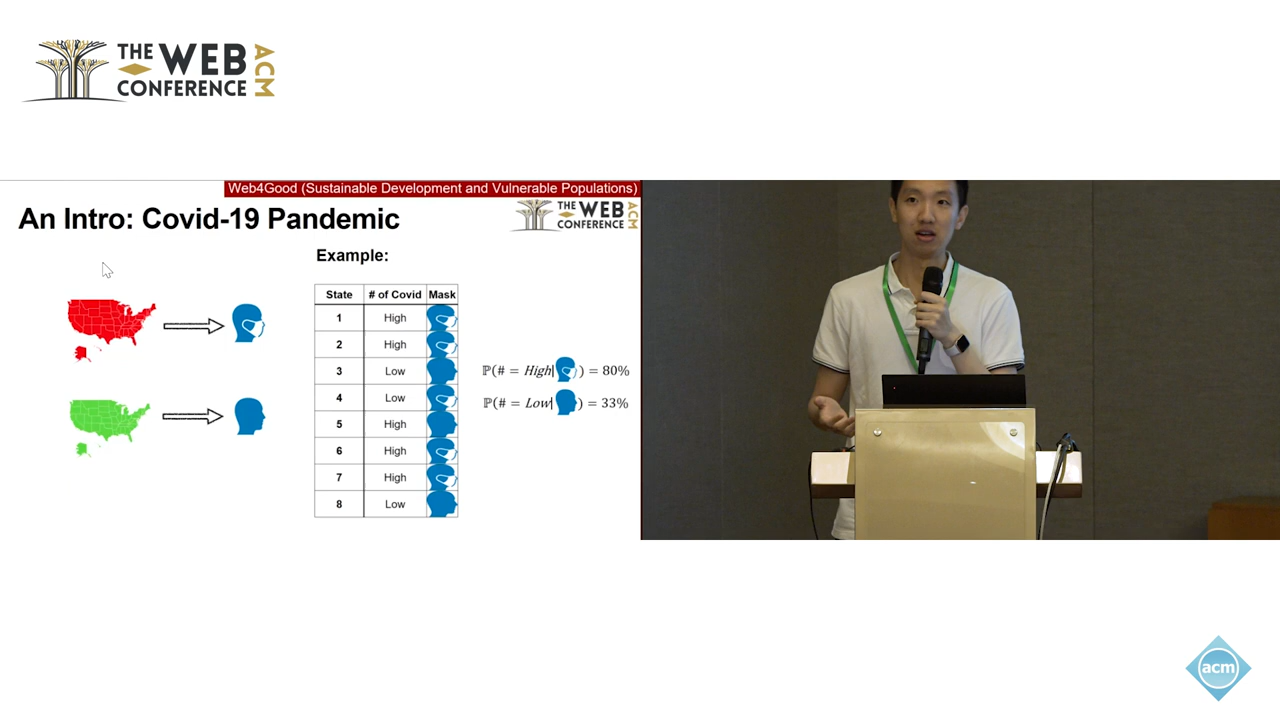 THE WEB
CONFERENCE
ACM
Web4Good (Sustainable Development and Vulnerable Populations)
An Intro: Covid-19 Pandemic
THE WEB
CONFERENCE
ACM
Example:
State # of Covid Mask
1 High
2 High
3 Low
4 Low
5 High
6 High
7 High
8 Low
ℙ(# = High| ) = 80%
ℙ(# = Low| ) = 33%
acm